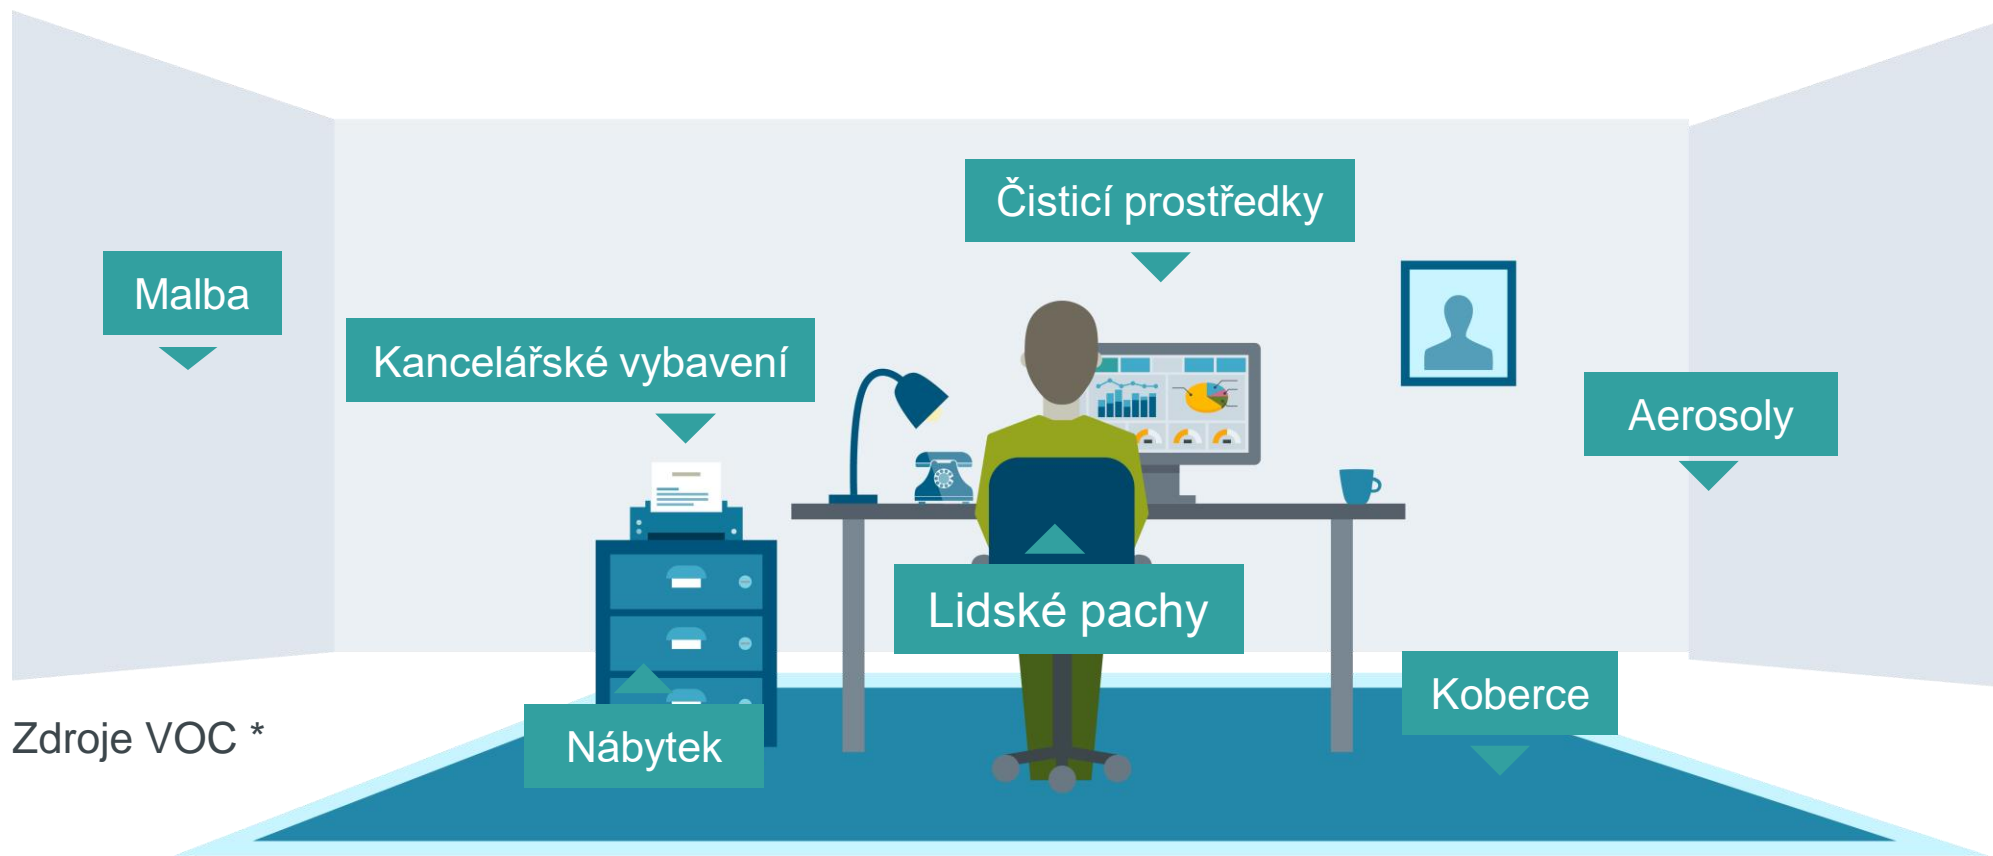 Čisticí prostředky
Malba
Kancelářské vybavení
Aerosoly
Lidské pachy
Koberce
Zdroje VOC *
Nábytek